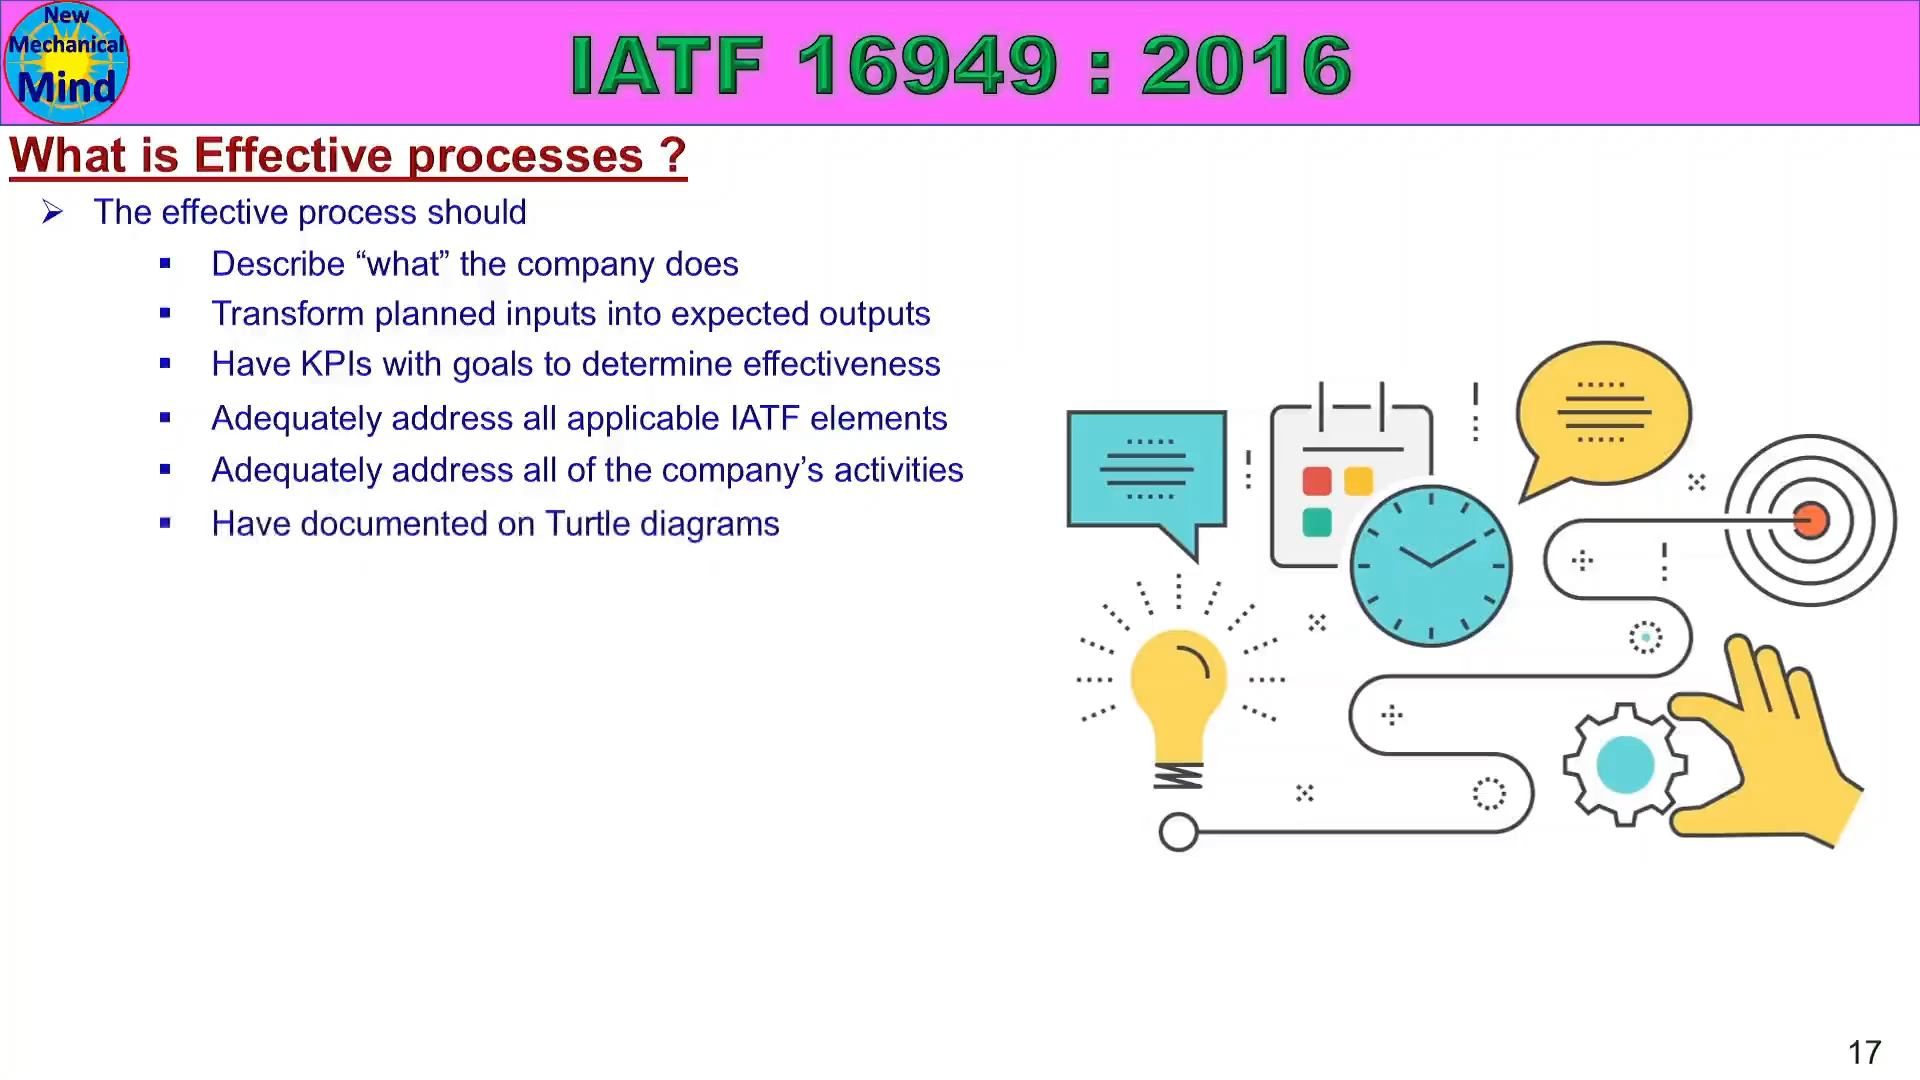 New
Mechanical
Mind
IATF 16949 : 2016
What is Effective processes ?
➢ The effective process should
▪ Describe “what” the company does
▪ Transform planned inputs into expected outputs
▪ Have KPIs with goals to determine effectiveness
▪ Adequately address all applicable IATF elements
▪ Adequately address all of the company’s activities
▪ Have documented on Turtle diagrams
17